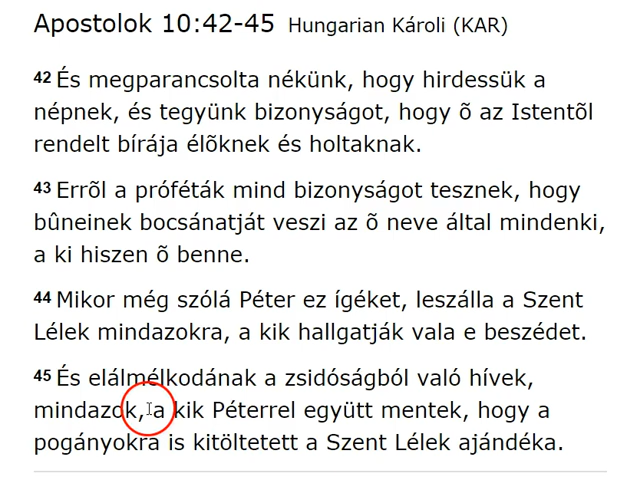 Apostolok 10:42-45 Hungarian Károli (KAR)
42 És megparancsolta nékünk, hogy hirdessük a
népnek, és tegyünk bizonyságot, hogy õ az Istentõl
rendelt bírája élõknek és holtaknak.
43 Errõl a próféták mind bizonyságot tesznek, hogy
bûneinek bocsánatját veszi az õ neve által mindenki,
a ki hiszen õ benne.
44 Mikor még szólá Péter ez ígéket, leszálla a Szent
Lélek mindazokra, a kik hallgatják vala e beszédet.
45 És elálmélkodának a zsidóságból való hívek,
mindazok, a kik Péterrel együtt mentek, hogy a
pogányokra is kitöltetett a Szent Lélek ajándéka.